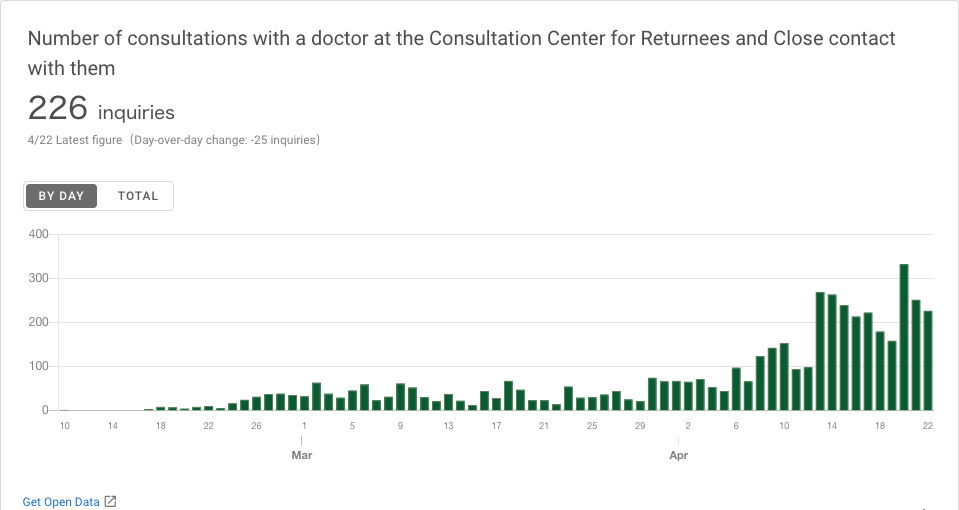 Number of consultations with a doctor at the Consultation Center for Returnees and Close contact
with them
226 inquiries
4/22 Latest figure（Day-over-day change: -25 inquiries）
BY DAY TOTAL
400
300
200
100
0
10 14 18 22 26 1 5 9 13 17 21 25 29 2 6 10 14 18 22
Mar Apr
Get Open Data